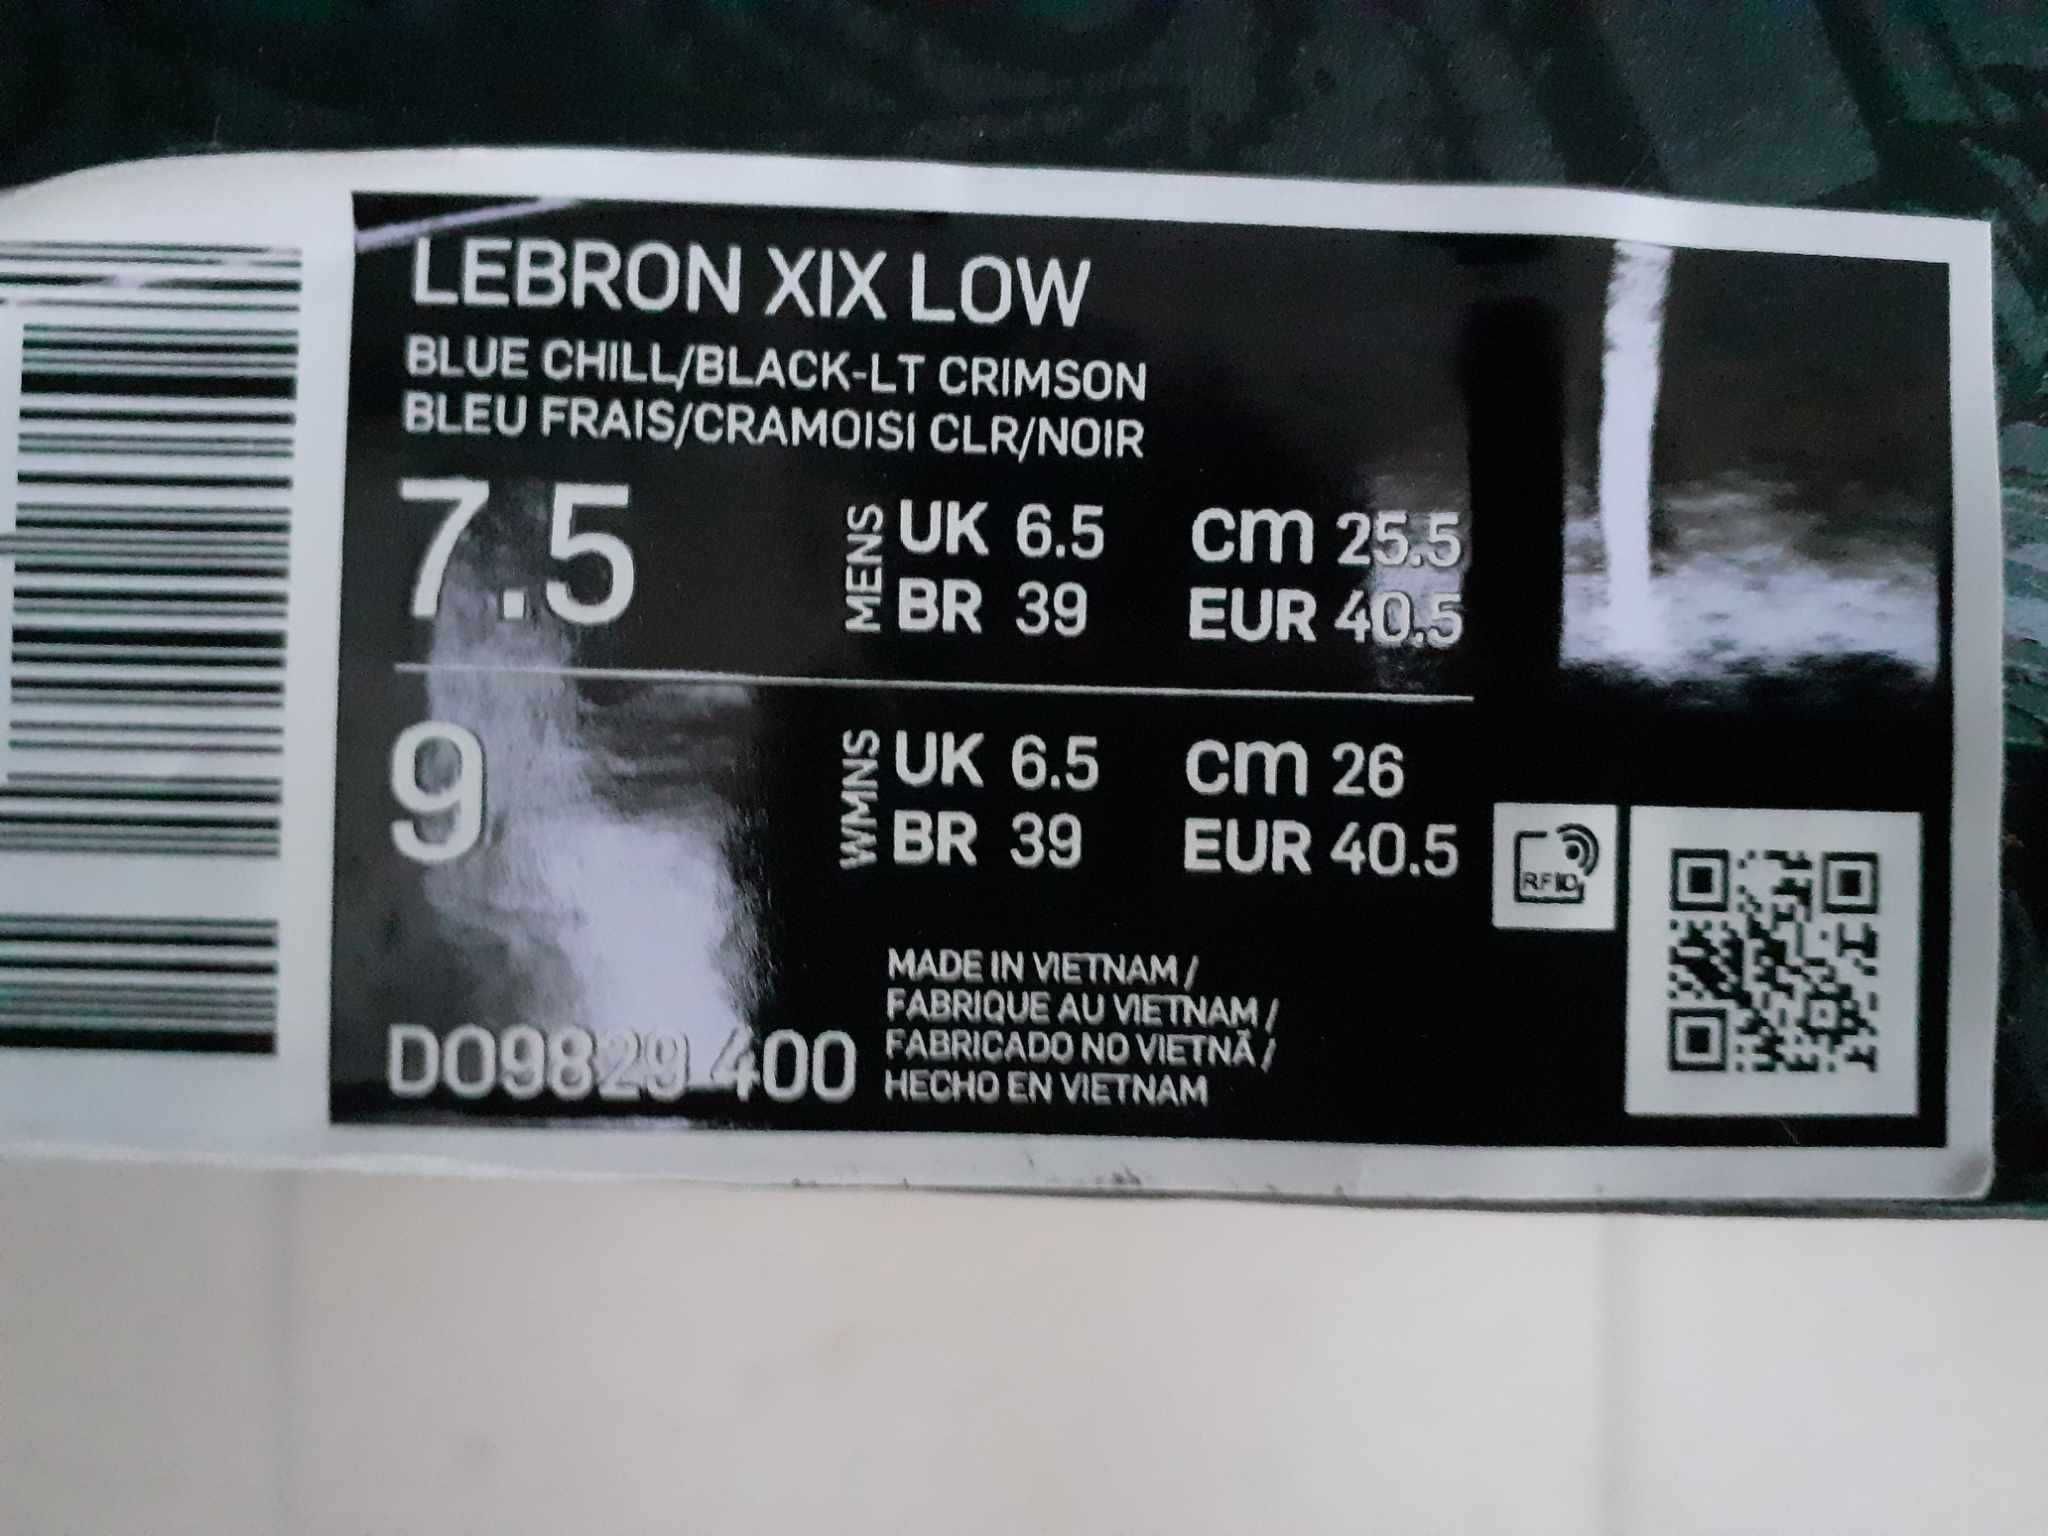 LEBRON XIX LOW
BLUE CHILL/BLACK-LT CRIMSON
BLEU FRAIS/CRAMOISI CLR/NOIR
7.5
MENS
UK 6.5 cm 25.5
BR 39 EUR 40.5
9
WMNS
UK 6.5 cm 26
BR 39 EUR 40.5
RFID
MADE IN VIETNAM /
FABRIQUE AU VIETNAM /
FABRICADO NO VIETNÃ /
HECHO EN VIETNAM
DO9829 400